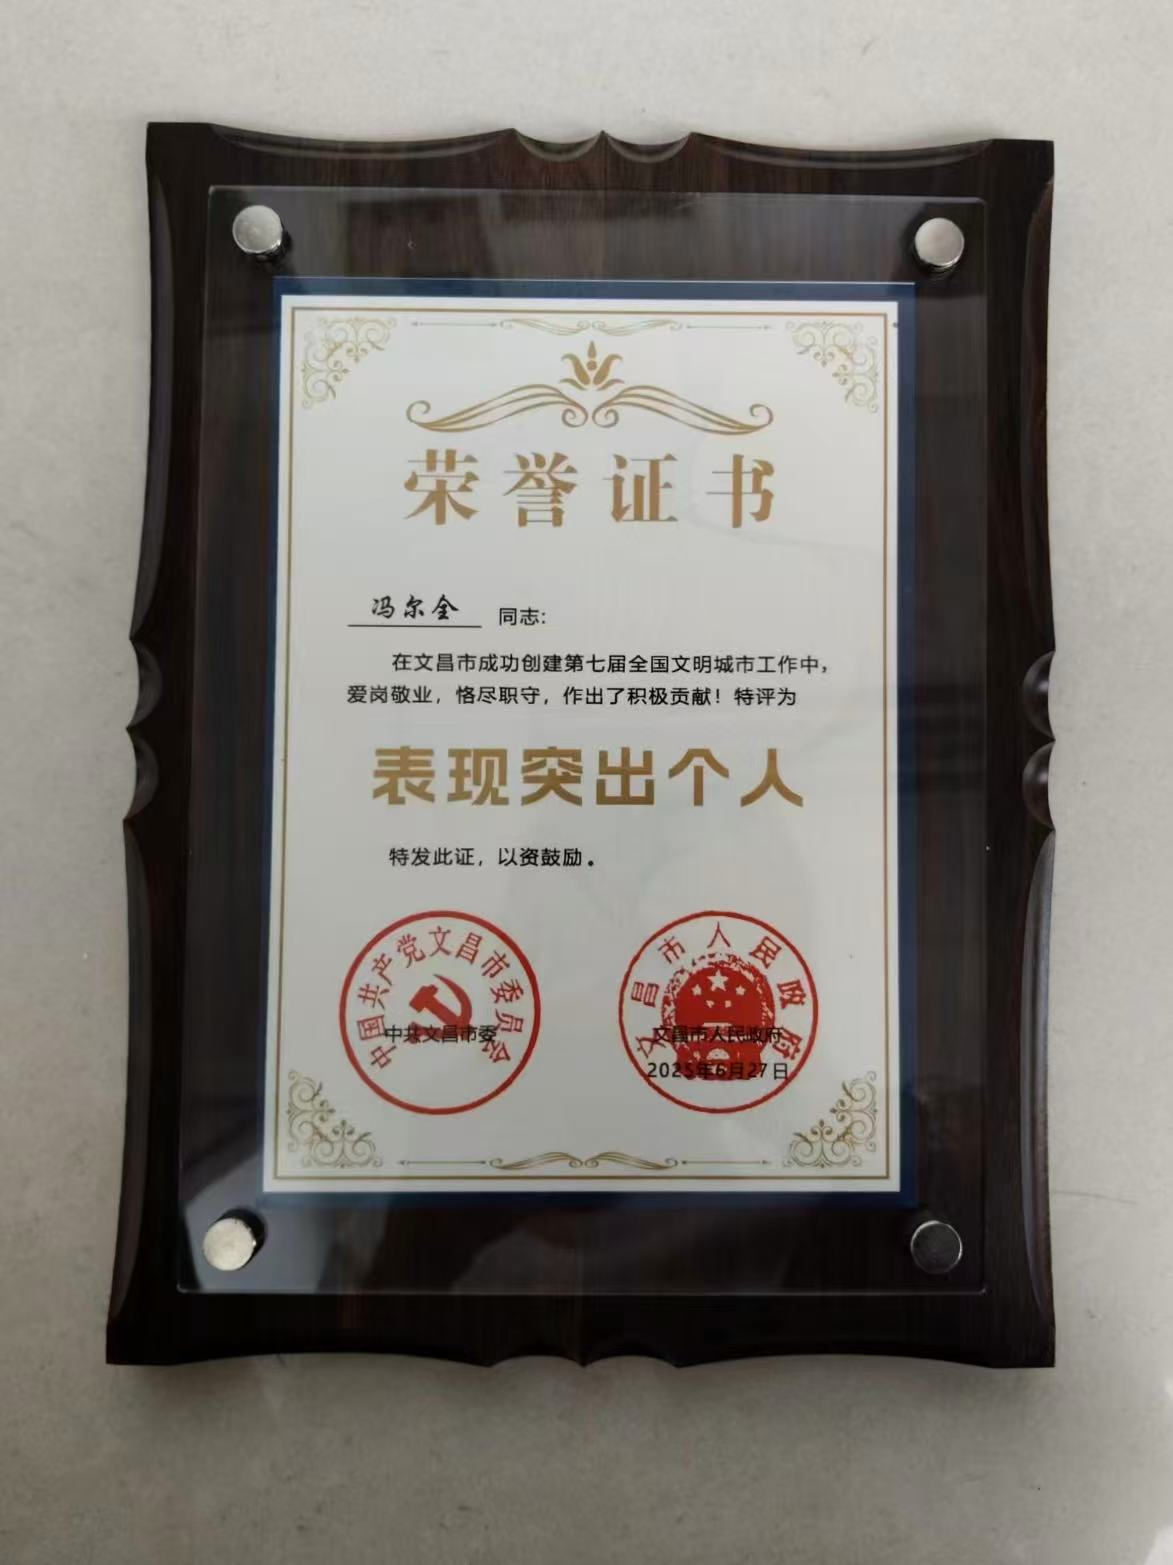 荣誉证书
冯尔全 同志:
在文昌市成功创建第七届全国文明城市工作中,
爱岗敬业, 恪尽职守, 作出了积极贡献! 特评为
表现突出个人
特发此证, 以资鼓励。
中国共产党文昌市委员会
中共文昌市委
文昌市人民政府
文昌市人民政府
2025年6月27日